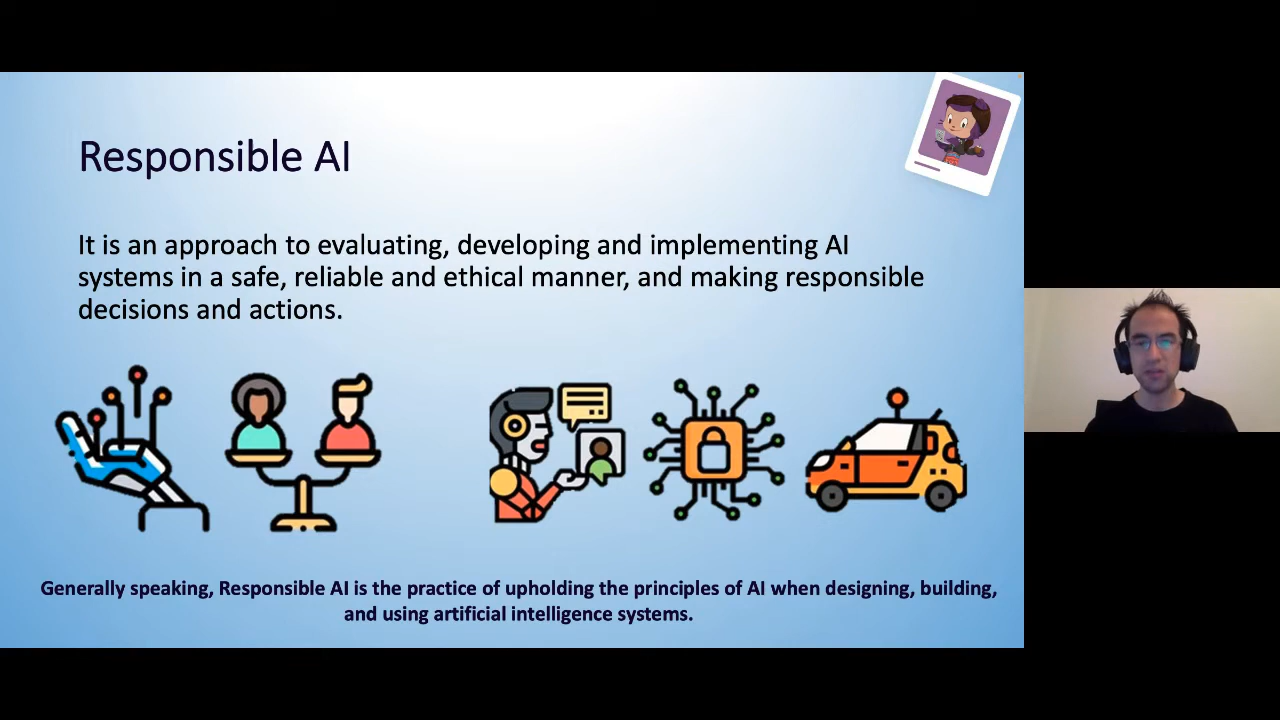 Responsible AI
It is an approach to evaluating, developing and implementing AI
systems in a safe, reliable and ethical manner, and making responsible
decisions and actions.
Generally speaking, Responsible AI is the practice of upholding the principles of AI when designing, building,
and using artificial intelligence systems.